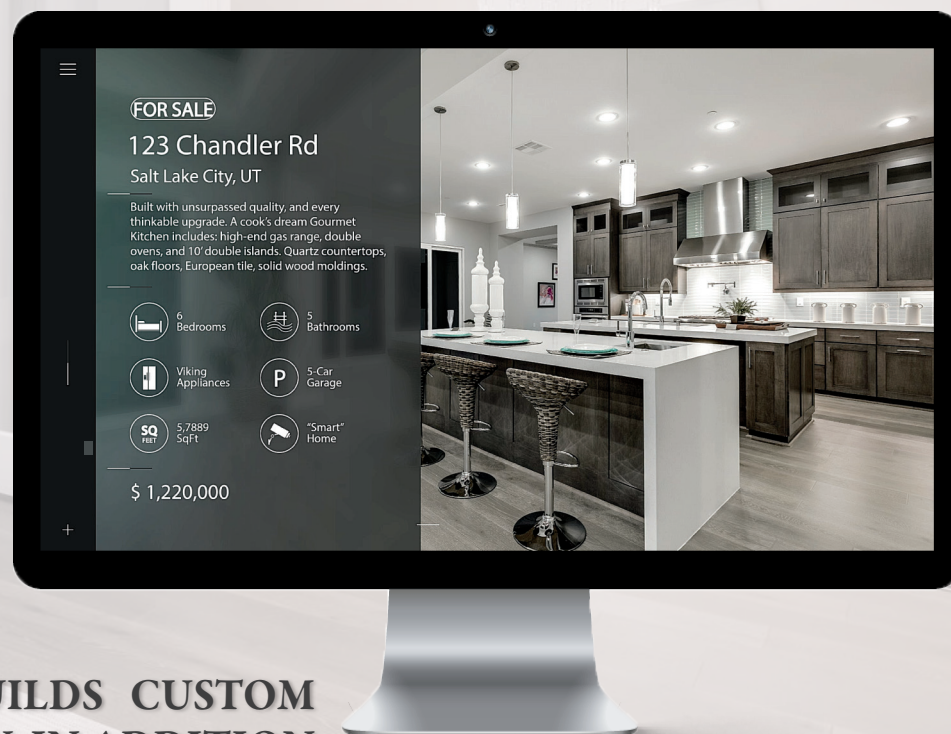 FOR SALE
123 Chandler Rd
Salt Lake City, UT
Built with unsurpassed quality, and every
thinkable upgrade. A cook's dream Gourmet
Kitchen includes: high-end gas range, double
ovens, and 10' double islands. Quartz countertops,
oak floors, European tile, solid wood moldings.
6
Bedrooms
5
Bathrooms
Viking
Appliances
P
5-Car
Garage
SQ
FEET
5,7889
SqFt
"Smart"
Home
$ 1,220,000
CUSTOM
IN ADDITION